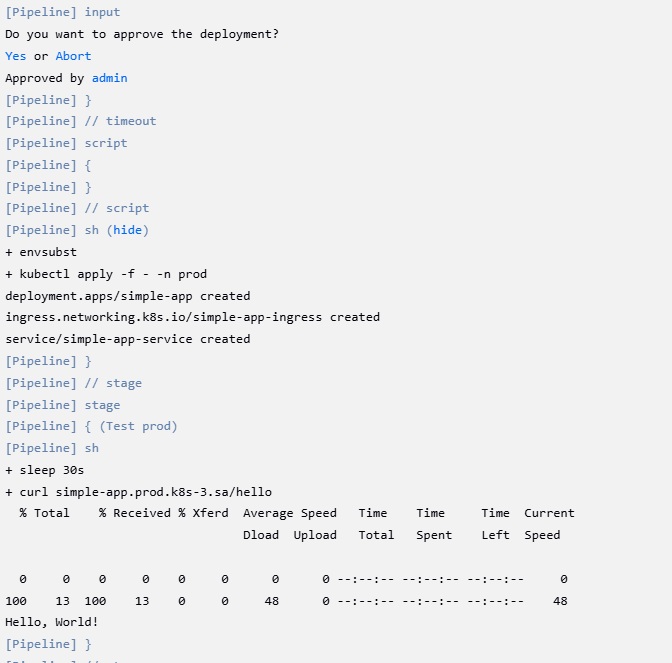 [Pipeline] input
Do you want to approve the deployment?
Yes or Abort
Approved by admin
[Pipeline] }
[Pipeline] // timeout
[Pipeline] script
[Pipeline] {
[Pipeline] }
[Pipeline] // script
[Pipeline] sh (hide)
+ envsubst
+ kubectl apply -f - -n prod
deployment.apps/simple-app created
ingress.networking.k8s.io/simple-app-ingress created
service/simple-app-service created
[Pipeline] }
[Pipeline] // stage
[Pipeline] stage
[Pipeline] { (Test prod)
[Pipeline] sh
+ sleep 30s
+ curl simple-app.prod.k8s-3.sa/hello
% Total % Received % Xferd Average Speed Time Time Time Current
Dload Upload Total Spent Left Speed
0 0 0 0 0 0 0 0 --:--:-- --:--:-- --:--:-- 0
100 13 100 13 0 0 48 0 --:--:-- --:--:-- --:--:-- 48
Hello, World!
[Pipeline] }